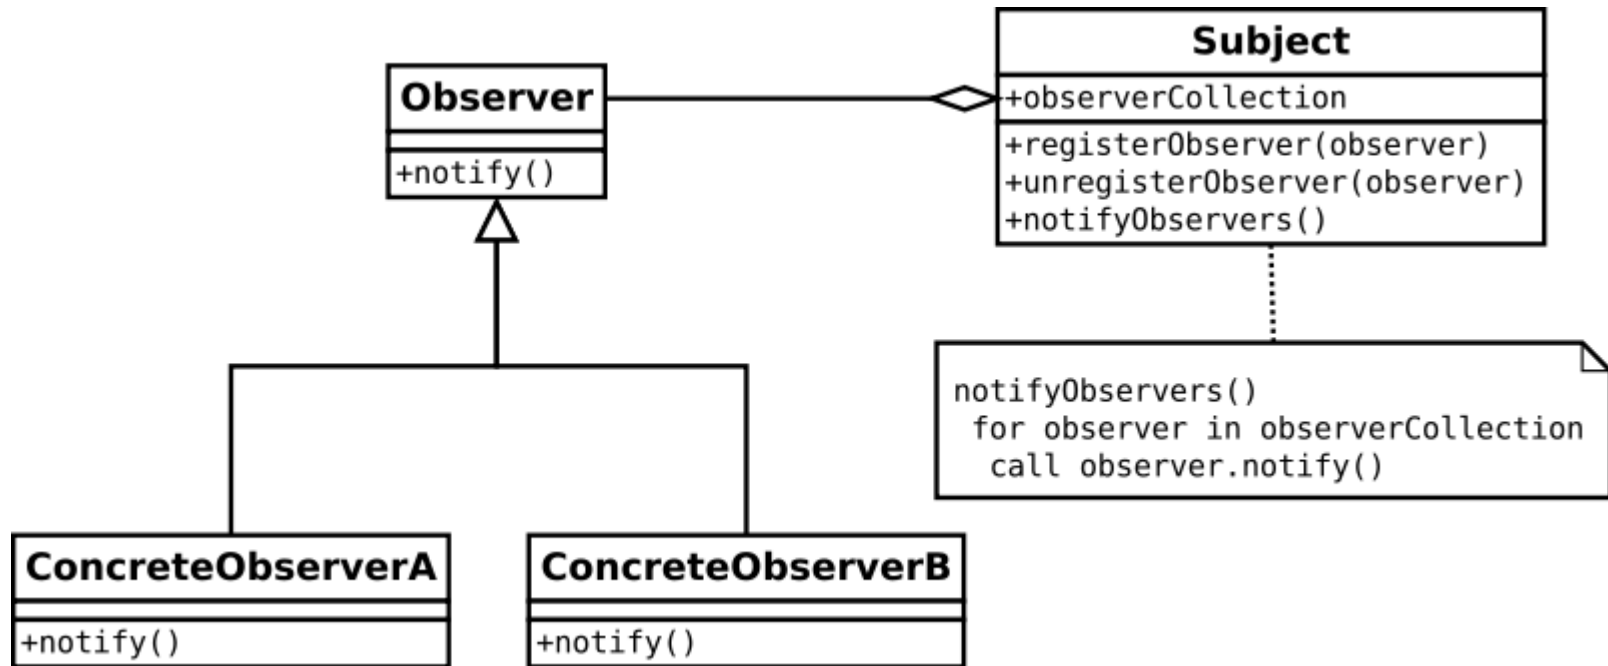 Observer
+notify()
Subject
+observerCollection
+registerObserver(observer)
+unregisterObserver(observer)
+notifyObservers()
notifyObservers()
for observer in observerCollection
call observer.notify()
ConcreteObserverA
+notify()
ConcreteObserverB
+notify()